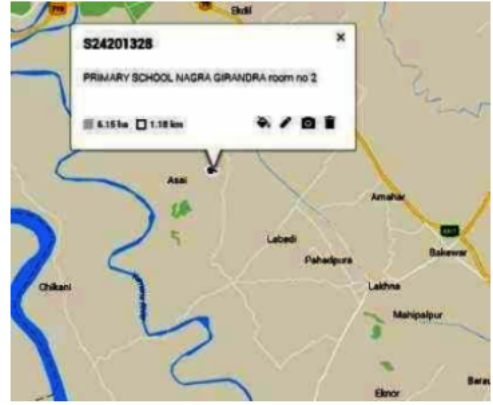 Ekdil
S24201328
PRIMARY SCHOOL NAGRA GIRANDRA room no 2
6.15 ha 1.18 km
Asai
Amahar
Labedi
Bakewar
Pahadpura
Chikani
Lakhna
Mahipalpur
Eknor